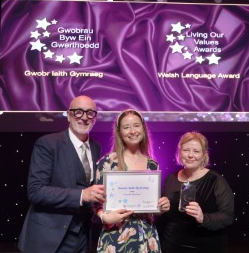 Gwobrau
Byw Ein
Gwerthoedd
Gwobr Iaith Gymraeg
Living Our
Values
Awards
Welsh Language Award